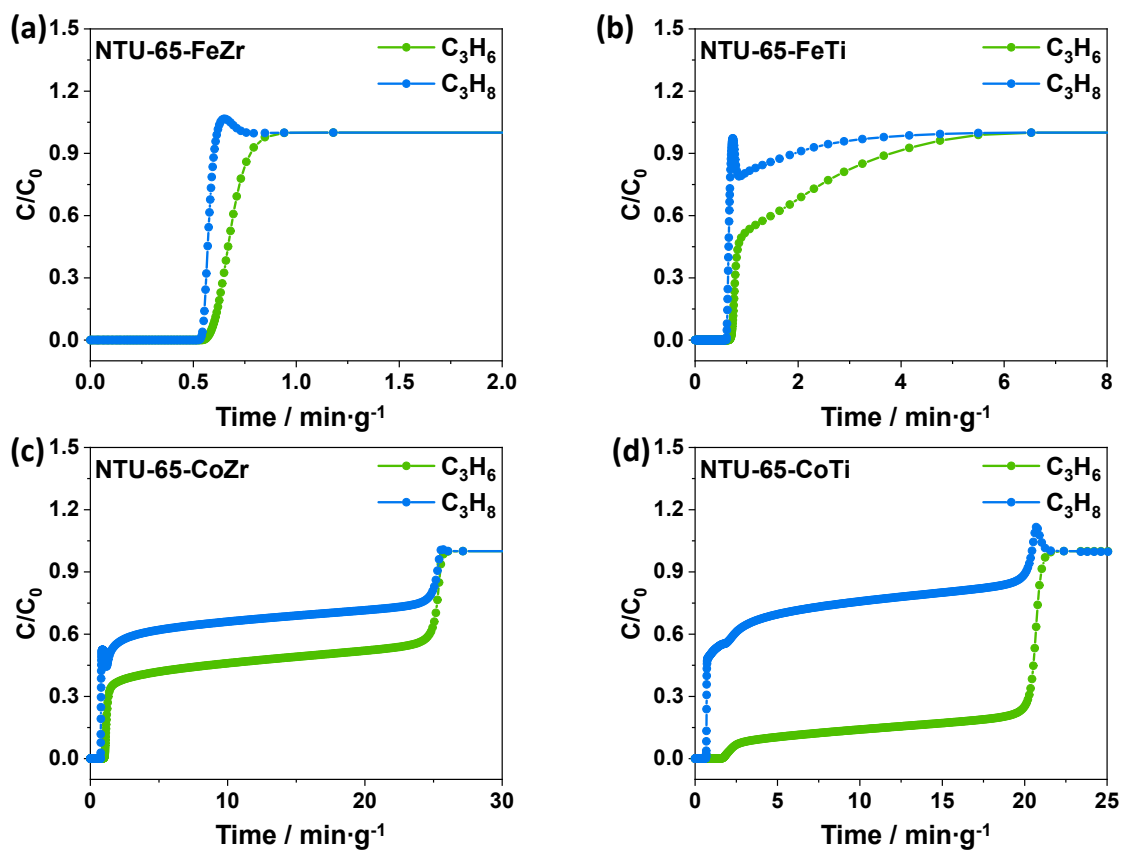 (a)
NTU-65-FeZr
C₃H₆
C₃H₈
1.5
1.2
0.9
0.6
0.3
0.0
C/C₀
0.0 0.5 1.0 1.5 2.0
Time / min·g⁻¹
(b)
NTU-65-FeTi
C₃H₆
C₃H₈
1.5
1.2
0.9
0.6
0.3
0.0
C/C₀
0 2 4 6 8
Time / min·g⁻¹
(c)
NTU-65-CoZr
C₃H₆
C₃H₈
1.5
1.2
0.9
0.6
0.3
0.0
C/C₀
0 10 20 30
Time / min·g⁻¹
(d)
NTU-65-CoTi
C₃H₆
C₃H₈
1.5
1.2
0.9
0.6
0.3
0.0
C/C₀
0 5 10 15 20 25
Time / min·g⁻¹